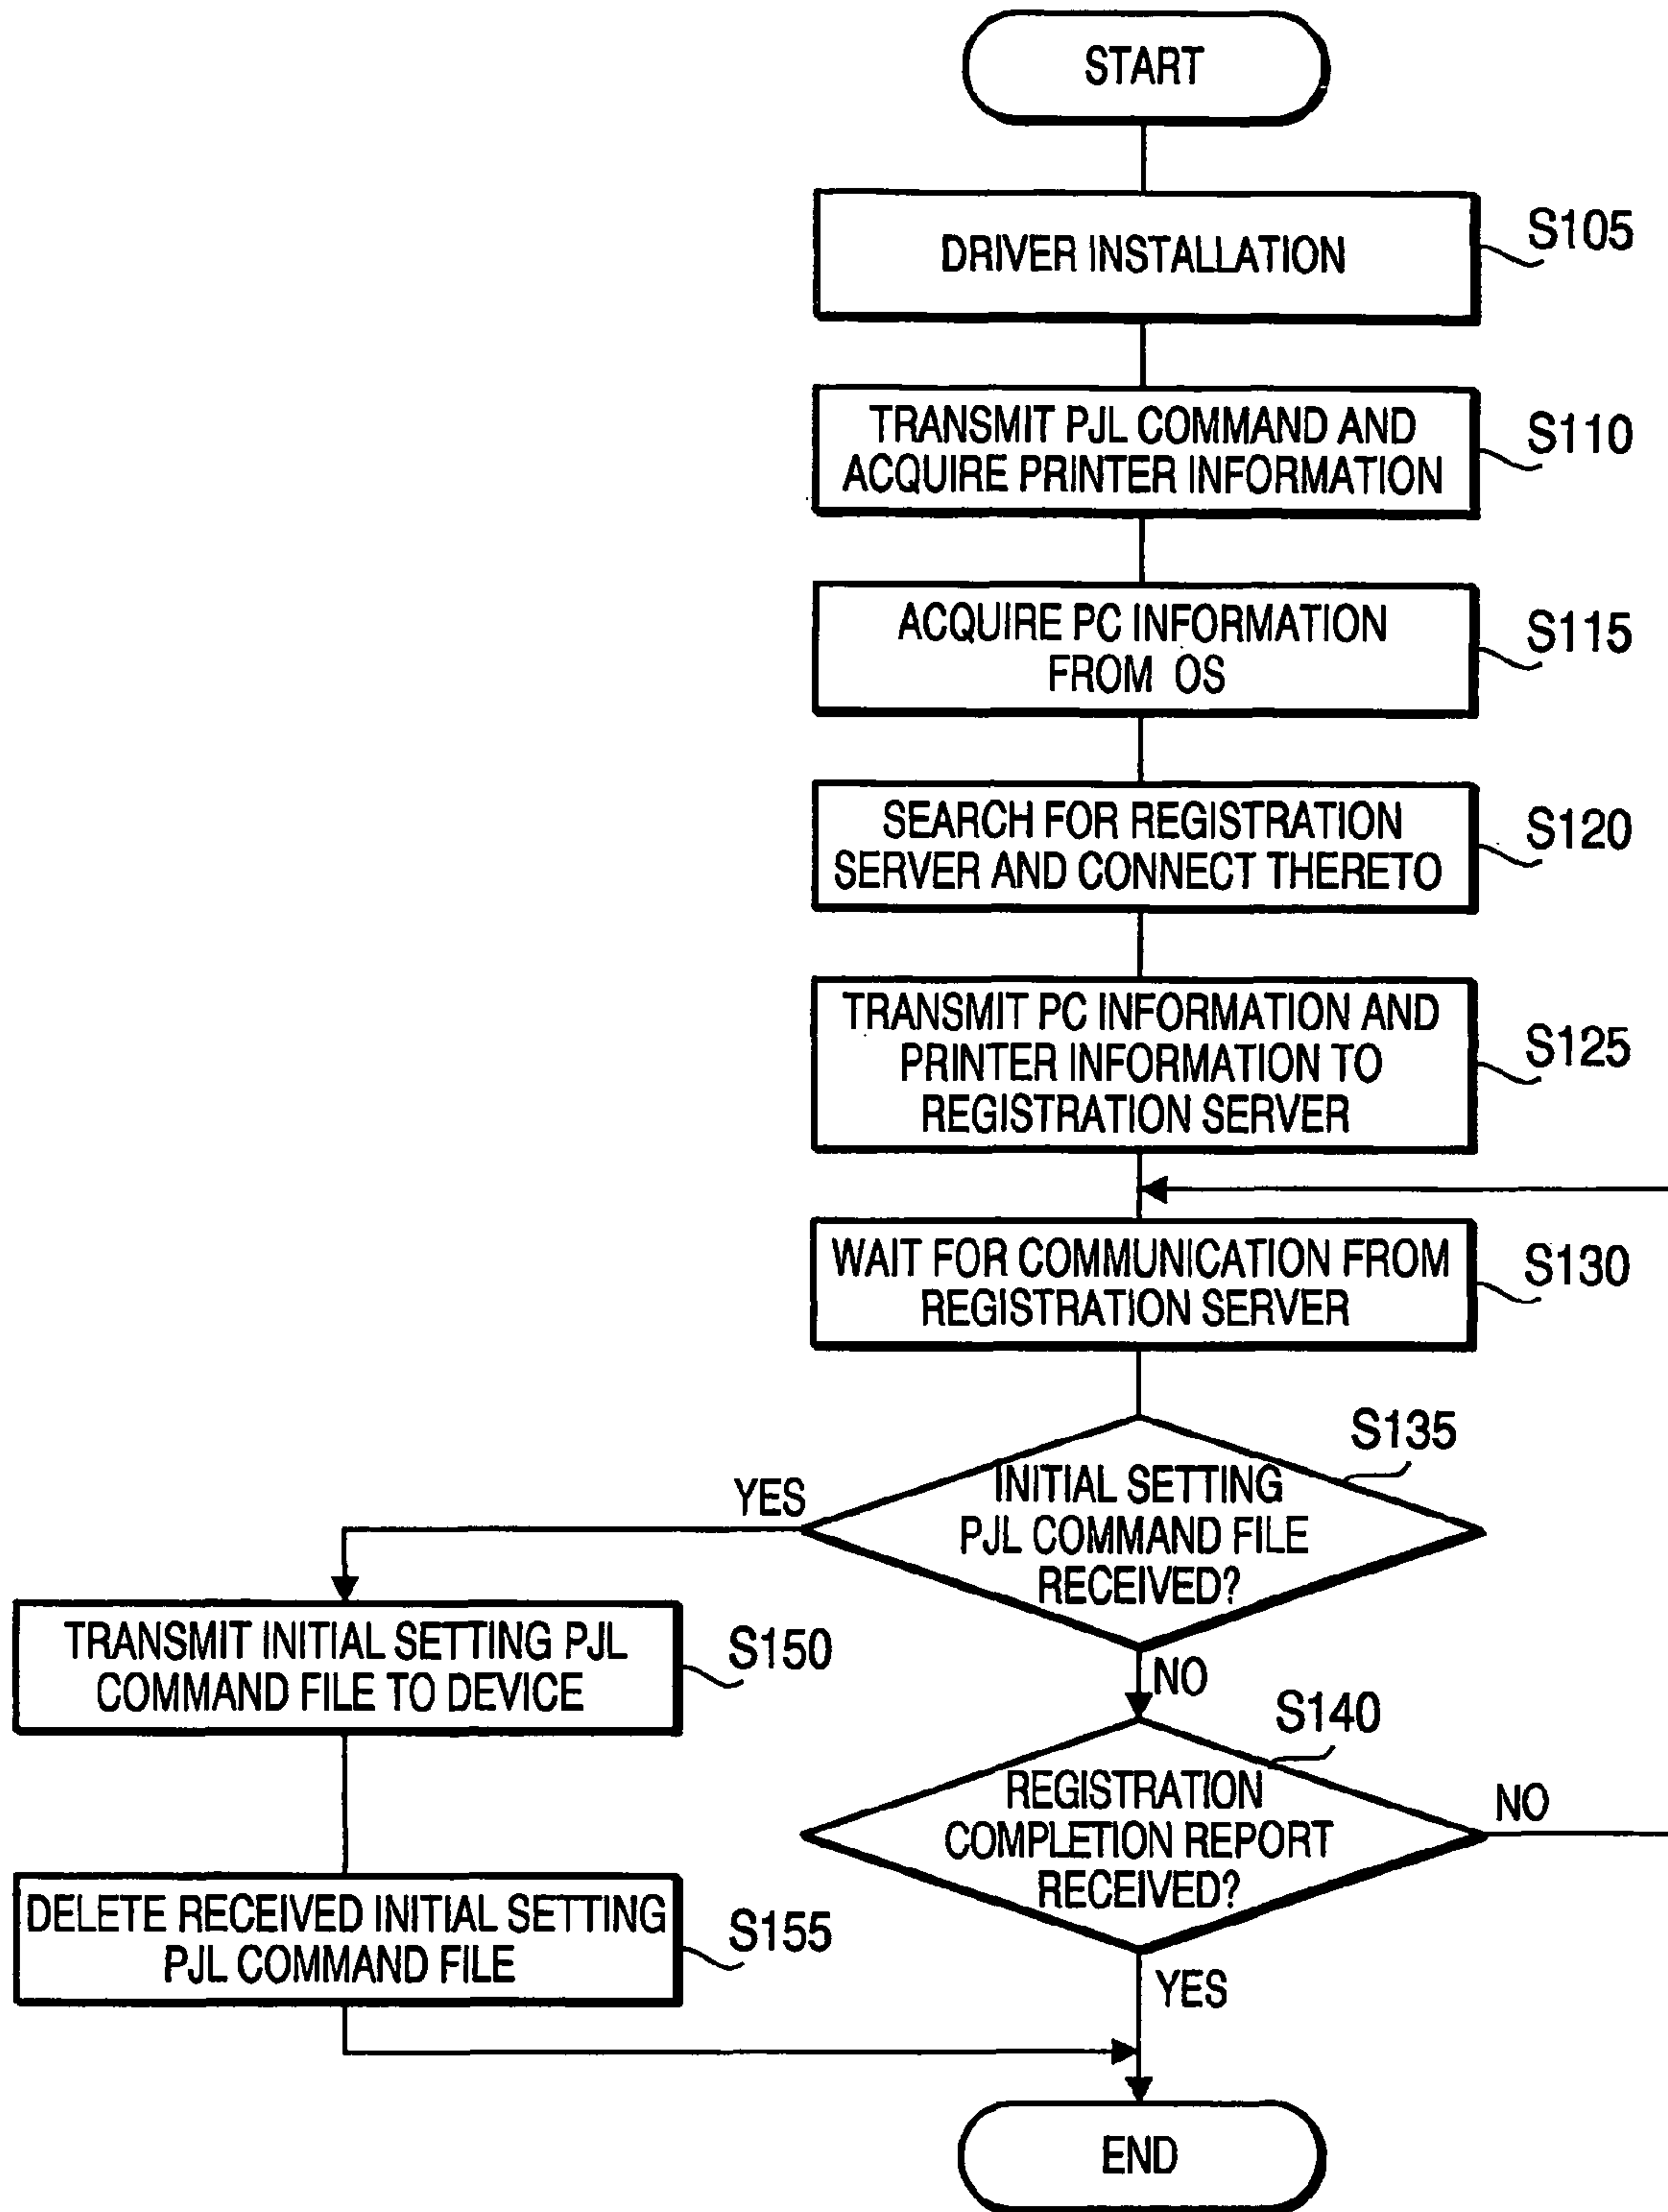 START
DRIVER INSTALLATION
S105
TRANSMIT PJL COMMAND AND
ACQUIRE PRINTER INFORMATION
S110
ACQUIRE PC INFORMATION
FROM OS
S115
SEARCH FOR REGISTRATION
SERVER AND CONNECT THERETO
S120
TRANSMIT PC INFORMATION AND
PRINTER INFORMATION TO
REGISTRATION SERVER
S125
WAIT FOR COMMUNICATION FROM
REGISTRATION SERVER
S130
S135
INITIAL SETTING
PJL COMMAND FILE
RECEIVED?
YES
NO
TRANSMIT INITIAL SETTING PJL
COMMAND FILE TO DEVICE
S150
S140
REGISTRATION
COMPLETION REPORT
RECEIVED?
NO
YES
DELETE RECEIVED INITIAL SETTING
PJL COMMAND FILE
S155
END